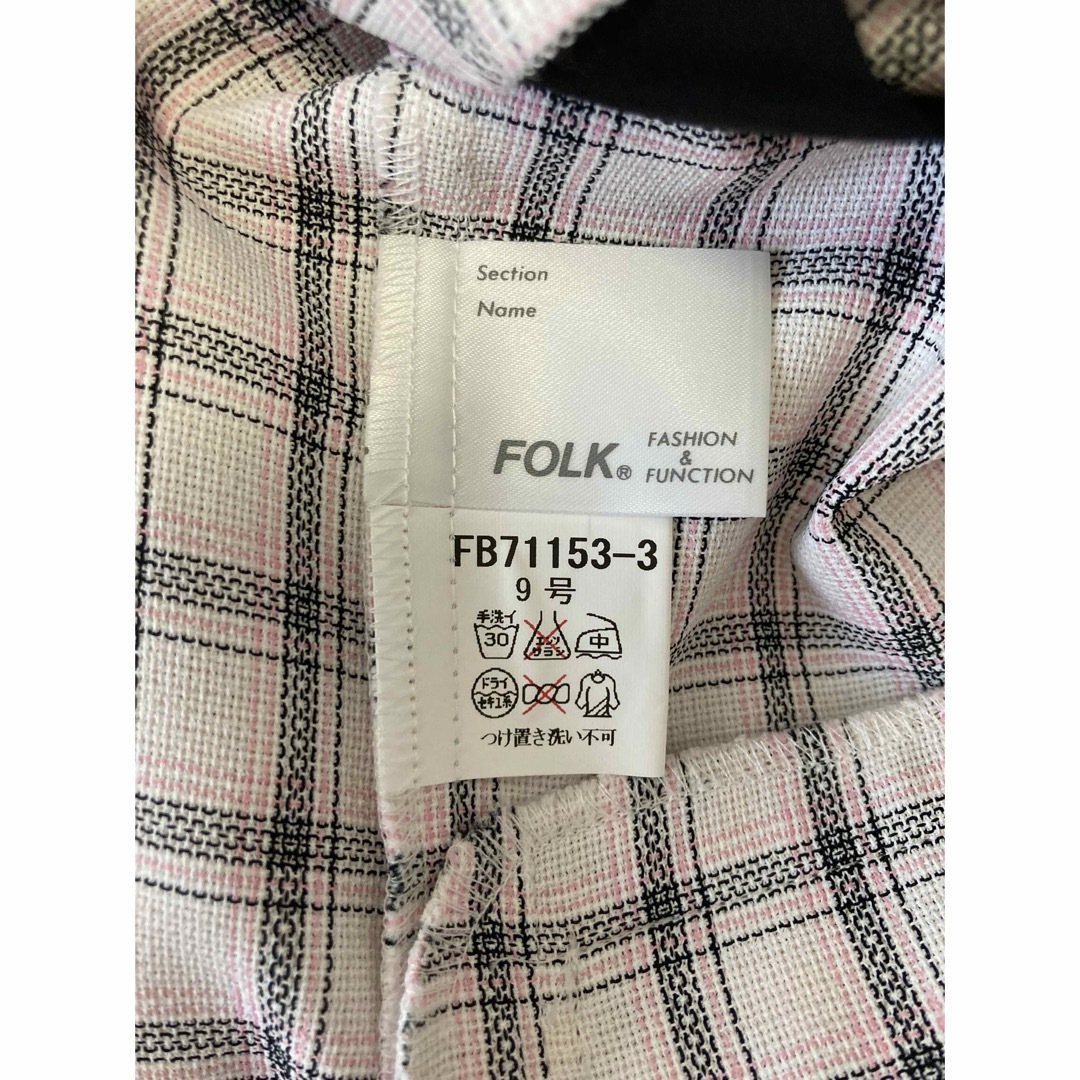 Section
Name
FOLK® FASHION & FUNCTION
FB71153-3
9 号
手洗イ
30
エンソ
サラシ
中
ドライ
セキユ系
つけ置き洗い不可